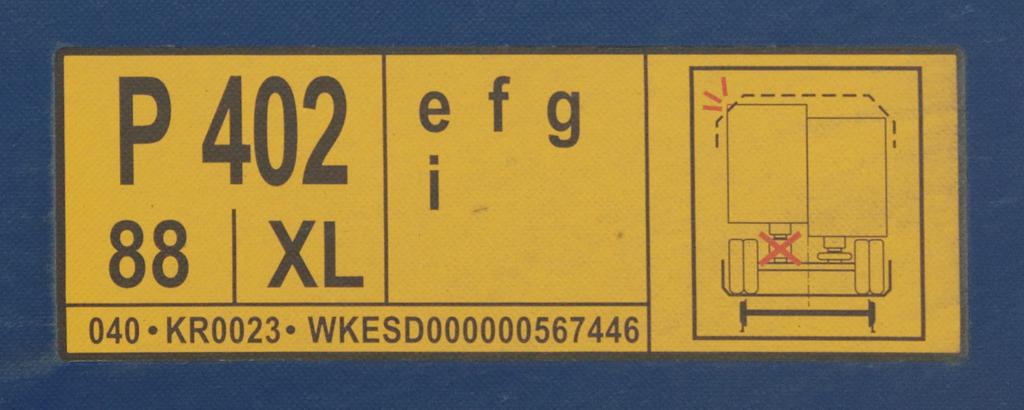 P 402
88 XL
e f g
i
040 • KR0023 • WKESD000000567446